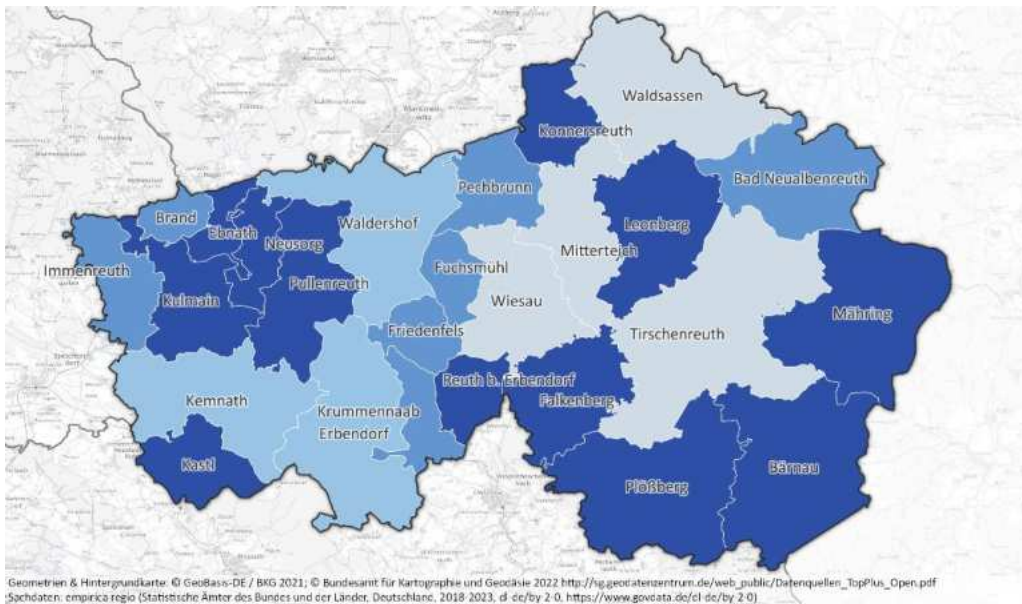 Waldsassen
Konnersreuth
Pechbrunn
Bad Neualbenreuth
Brand
Waldershof
Leonberg
Ebnath
Neusorg
Mitterteich
Immenreuth
Fuchsmühl
Pullenreuth
Kulmain
Wiesau
Mähring
Friedenfels
Tirschenreuth
Reuth b. Erbendorf
Kemnath
Falkenberg
Krummennaab
Erbendorf
Kastl
Bärnau
Plößberg
Geometrien & Hintergrundkarte: © GeoBasis-DE / BKG 2021; © Bundesamt für Kartographie und Geodäsie 2022 http://sg.geodatenzentrum.de/web_public/Datenquellen_TopPlus_Open.pdf
Sachdaten: empirica regio (Statistische Ämter des Bundes und der Länder, Deutschland, 2018-2023, dl-de/by-2-0, https://www.govdata.de/dl-de/by-2-0)